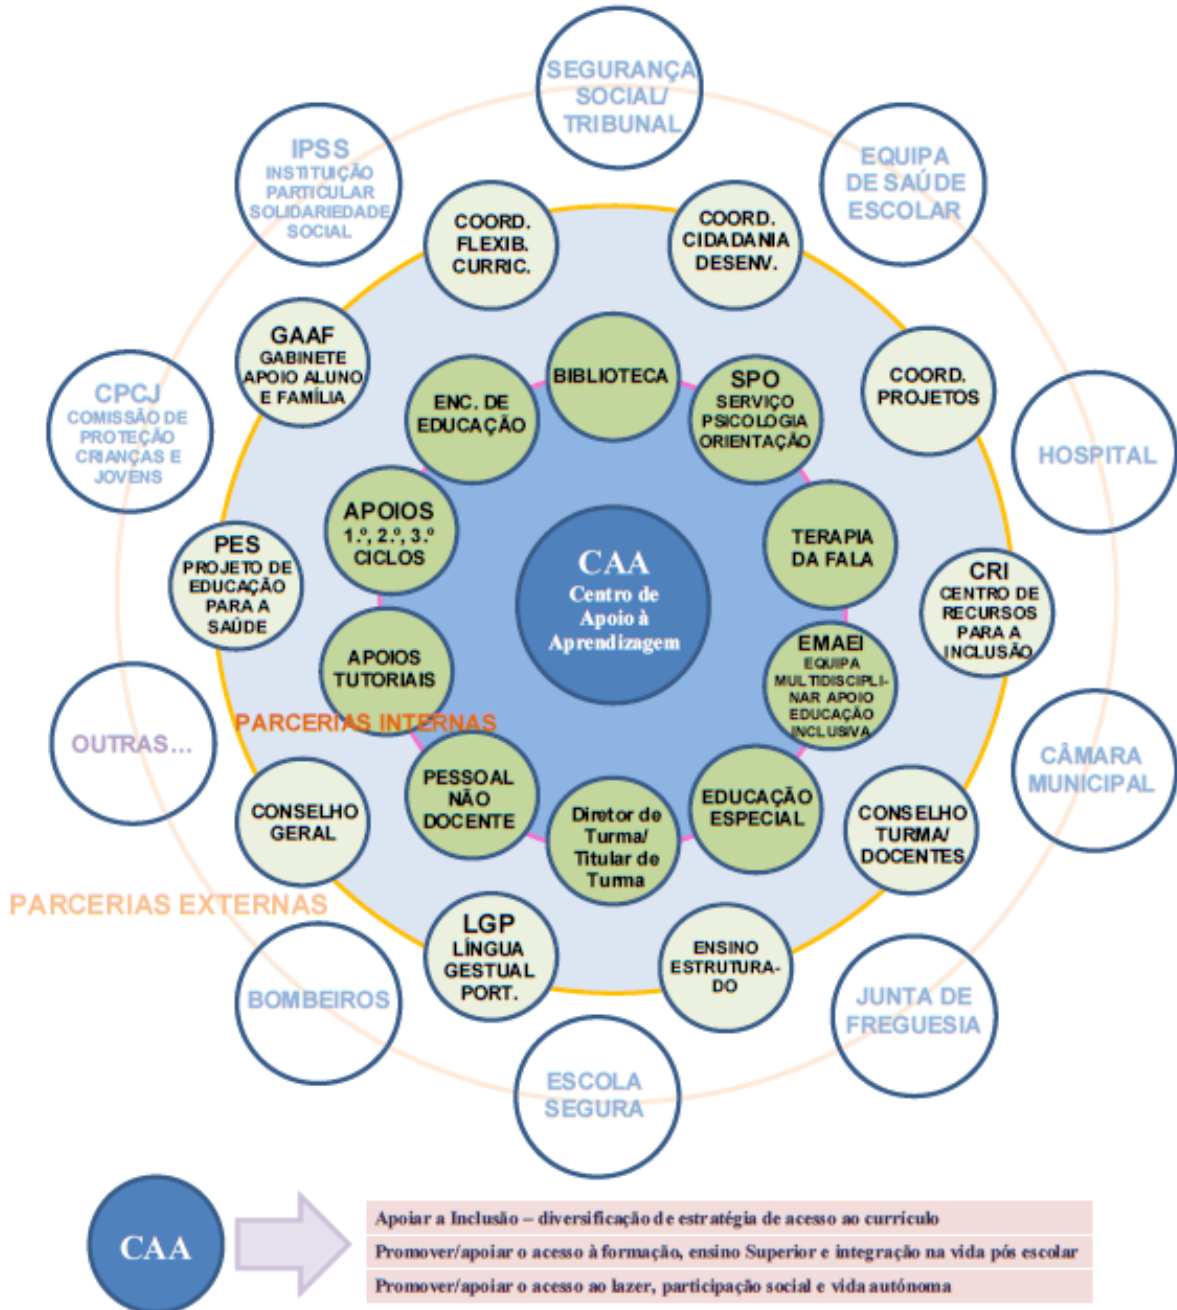 SEGURANÇA
SOCIAL/
TRIBUNAL
IPSS
INSTITUIÇÃO
PARTICULAR
SOLIDARIEDADE
SOCIAL
EQUIPA
DE SAÚDE
ESCOLAR
COORD.
FLEXIB.
CURRIC.
COORD.
CIDADANIA
DESENV.
GAAF
GABINETE
APOIO ALUNO
E FAMÍLIA
COORD.
PROJETOS
CPCJ
COMISSÃO DE
PROTEÇÃO
CRIANÇAS E
JOVENS
HOSPITAL
BIBLIOTECA
ENC. DE
EDUCAÇÃO
SPO
SERVIÇO
PSICOLOGIA
ORIENTAÇÃO
APOIOS
1.º, 2.º, 3.º
CICLOS
TERAPIA
DA FALA
PES
PROJETO DE
EDUCAÇÃO
PARA A
SAÚDE
CAA
Centro de
Apoio à
Aprendizagem
CRI
CENTRO DE
RECURSOS
PARA A
INCLUSÃO
APOIOS
TUTORIAIS
EMAEI
EQUIPA
MULTIDISCIPLI-
NAR APOIO
EDUCAÇÃO
INCLUSIVA
PARCERIAS INTERNAS
OUTRAS...
CÂMARA
MUNICIPAL
PESSOAL
NÃO
DOCENTE
Diretor de
Turma/
Titular de
Turma
EDUCAÇÃO
ESPECIAL
CONSELHO
GERAL
CONSELHO
TURMA/
DOCENTES
PARCERIAS EXTERNAS
LGP
LÍNGUA
GESTUAL
PORT.
ENSINO
ESTRUTURA-
DO
BOMBEIROS
JUNTA DE
FREGUESIA
ESCOLA
SEGURA
CAA
Apoiar a Inclusão – diversificação de estratégia de acesso ao currículo
Promover/apoiar o acesso à formação, ensino Superior e integração na vida pós escolar
Promover/apoiar o acesso ao lazer, participação social e vida autónoma